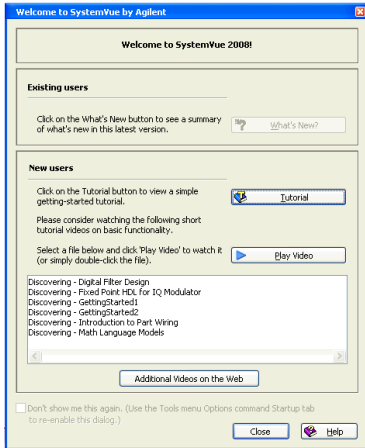 Welcome to SystemVue by Agilent
Welcome to SystemVue 2008!
Existing users
Click on the What's New button to see a summary
of what's new in this latest version.
What's New?
New users
Click on the Tutorial button to view a simple
getting-started tutorial.
Tutorial
Please consider watching the following short
tutorial videos on basic functionality.
Select a file below and click 'Play Video' to watch it
(or simply double-click the file).
Play Video
Discovering - Digital Filter Design
Discovering - Fixed Point HDL for IQ Modulator
Discovering - GettingStarted1
Discovering - GettingStarted2
Discovering - Introduction to Part Wiring
Discovering - Math Language Models
Additional Videos on the Web
Don't show me this again. (Use the Tools menu Options command Startup tab
to re-enable this dialog.)
Close
Help